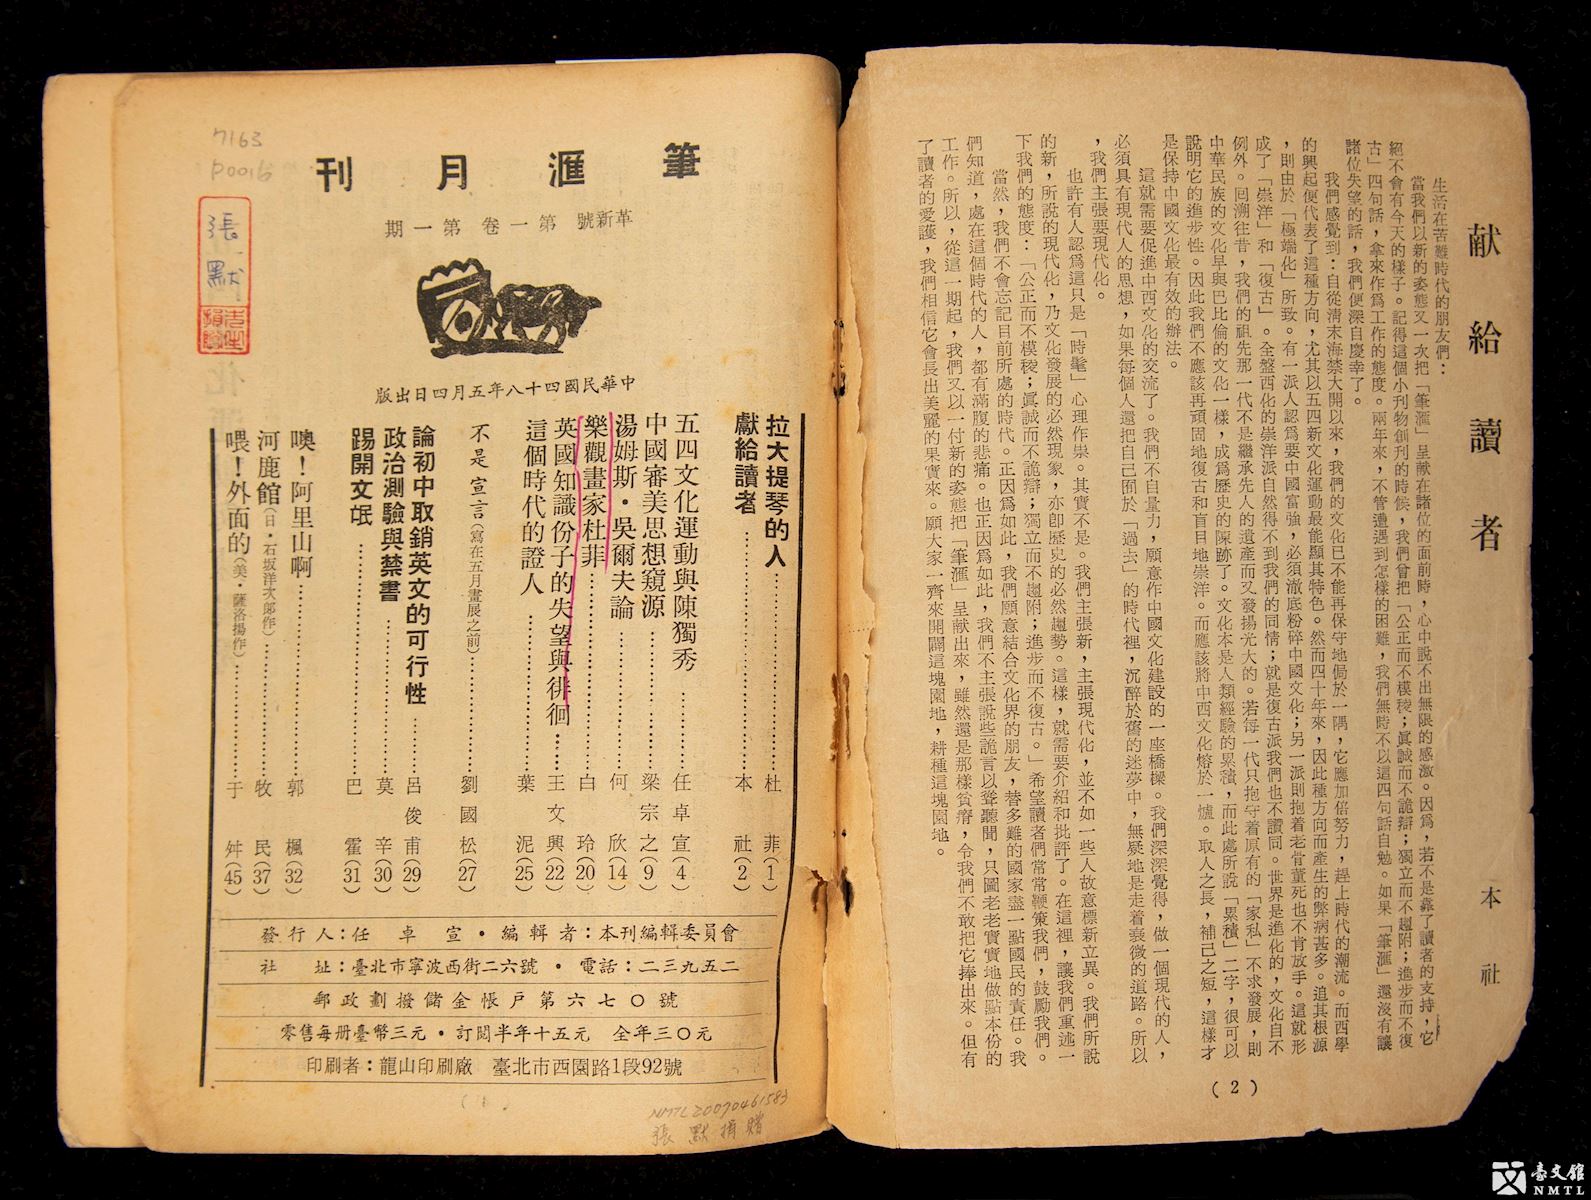 献給讀者　本社
生活在苦難時代的朋友們：
當我們以新的姿態又一次把「筆滙」呈献在諸位的面前時，心中說不出無限的感激。因爲，若不是靠了讀者的支持，它
絕不會有今天的樣子。記得這個小刊物創刊的時候，我們曾把「公正而不模稜；眞誠而不詭辯；獨立而不趨附；進步而不復
古」四句話，拿來作爲工作的態度。兩年來，不管遭遇到怎樣的困難，我們無時不以這四句話自勉。如果「筆滙」還沒有讓
諸位失望的話，我們便深自慶幸了。
我們感覺到：自從淸末海禁大開以來，我們的文化已不能再保守地侷於一隅，它應加倍努力，趕上時代的潮流。而西學
的興起便代表了這種方向，尤其以五四新文化運動最能顯其特色。然而四十年來，因此種方向而產生的弊病甚多。追其根源
，則由於「極端化」所致。有一派人認爲要中國富強，必須澈底粉碎中國文化；另一派則抱着老骨董死也不肯放手。這就形
成了「崇洋」和「復古」。全盤西化的崇洋派自然得不到我們的同情；就是復古派我們也不讚同。世界是進化的，文化自不
例外。囘溯往昔，我們的祖先那一代不是繼承先人的遺產而又發揚光大的。若每一代只抱守着原有的「家私」不求發展，則
中華民族的文化早與巴比倫的文化一樣，成爲歷史的陳跡了。文化本是人類經驗的累積，而此處所說「累積」二字，很可以
說明它的進步性。因此我們不應該再頑固地復古和盲目地崇洋。而應該將中西文化熔於一爐。取人之長，補己之短，這樣才
是保持中國文化最有效的辦法。
這就需要促進中西文化的交流了。我們不自量力，願意作中國文化建設的一座橋樑。我們深深覺得，做一個現代的人，
必須具有現代人的思想，如果每個人還把自己囿於「過去」的時代裡，沉醉於舊的迷夢中，無疑地是走着衰微的道路。所以
，我們主張要現代化。
也許有人認爲這只是「時髦」心理作祟。其實不是。我們主張新，主張現代化，並不如一些人故意標新立異。我們所說
的新，所說的現代化，乃文化發展的必然現象，亦卽歷史的必然趨勢。這樣，就需要介紹和批評了。在這裡，讓我們重述一
下我們的態度：「公正而不模稜；眞誠而不詭辯；獨立而不趨附；進步而不復古。」希望讀者們常常鞭策我們，鼓勵我們。
當然，我們不會忘記目前所處的時代。正因爲如此，我們願意結合文化界的朋友，替多難的國家盡一點國民的責任。我
們知道，處在這個時代的人，都有滿腹的悲痛。也正因爲如此，我們不主張說些詭言以聳聽聞，只圖老老實實地做點本份的
工作。所以，從這一期起，我們又以一付新的姿態把「筆滙」呈献出來，雖然還是那樣貧瘠，令我們不敢把它捧出來。但有
了讀者的愛護，我們相信它會長出美麗的果實來。願大家一齊來開闢這塊園地，耕種這塊園地。
（2）
7163
P0016
張默
筆滙月刊
革新號 第一卷 第一期
中華民國四十八年五月四日出版
拉大提琴的人……杜菲(1)
獻給讀者……本社(2)
五四文化運動與陳獨秀……任卓宣(4)
中國審美思想窺源……梁宗之(9)
湯姆斯・吳爾夫論……何欣(14)
樂觀畫家杜菲……白玲(20)
英國知識份子的失望與徘徊……王文興(22)
這個時代的證人……葉泥(25)
不是宣言（寫在五月畫展之前）……劉國松(27)
論初中取銷英文的可行性……呂俊甫(29)
政治測驗與禁書……莫辛(30)
踢開文氓……巴霍(31)
噢！阿里山啊……郭楓(32)
河鹿館（日・石坂洋次郎作）……牧民(37)
喂！外面的（美・薩洛揚作）……于舛(45)
發行人：任卓宣・編輯者：本刊編輯委員會
社址：臺北市寧波西街二六號・電話：二三九五二
郵政劃撥儲金帳戶第六七〇號
零售每册臺幣三元・訂閱半年十五元　全年三〇元
印刷者：龍山印刷廠　臺北市西園路1段92號
NMTL20070461583
張默捐贈
臺文館
NMTL